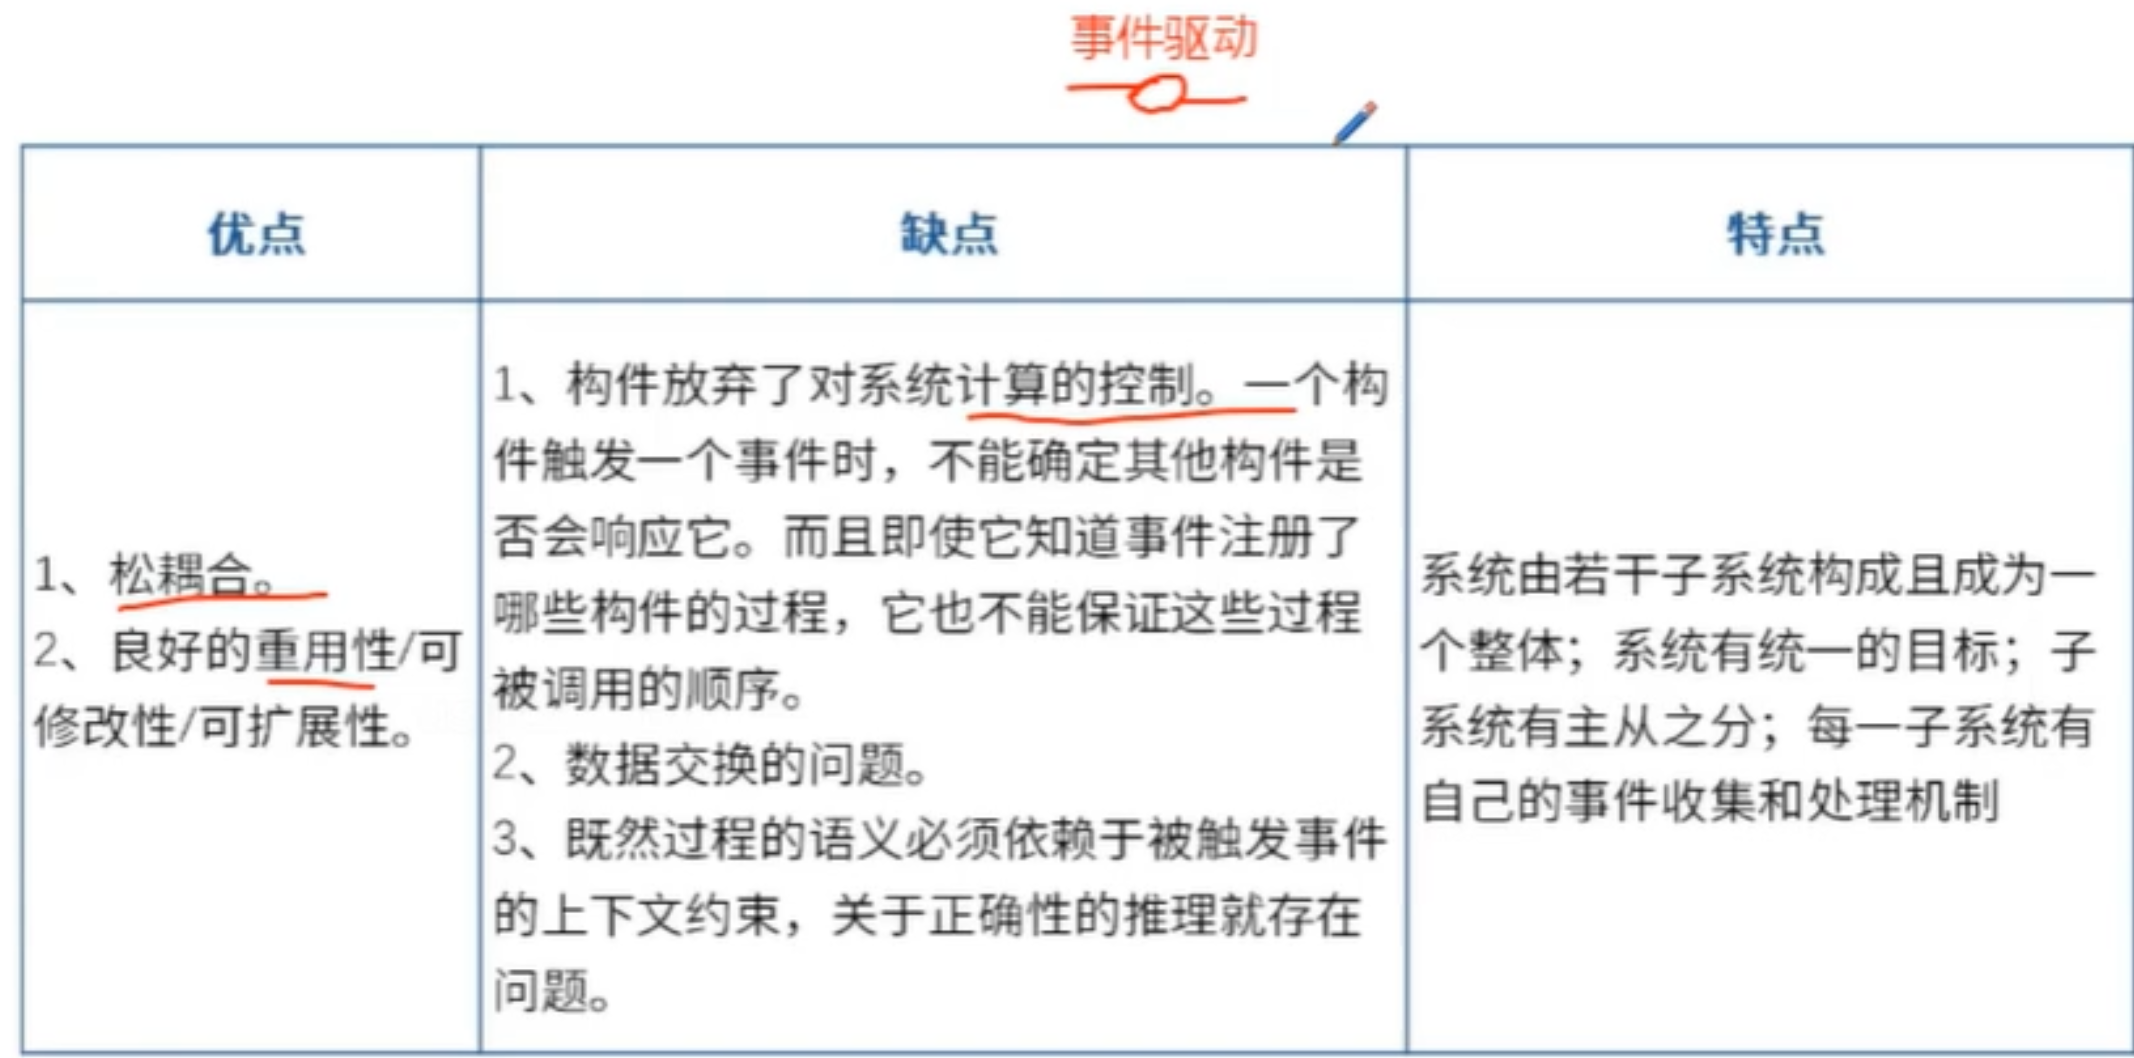 事件驱动
优点
缺点
特点
1、松耦合。
2、良好的重用性/可
修改性/可扩展性。
1、构件放弃了对系统计算的控制。一个构
件触发一个事件时，不能确定其他构件是
否会响应它。而且即使它知道事件注册了
哪些构件的过程，它也不能保证这些过程
被调用的顺序。
2、数据交换的问题。
3、既然过程的语义必须依赖于被触发事件
的上下文约束，关于正确性的推理就存在
问题。
系统由若干子系统构成且成为一
个整体；系统有统一的目标；子
系统有主从之分；每一子系统有
自己的事件收集和处理机制